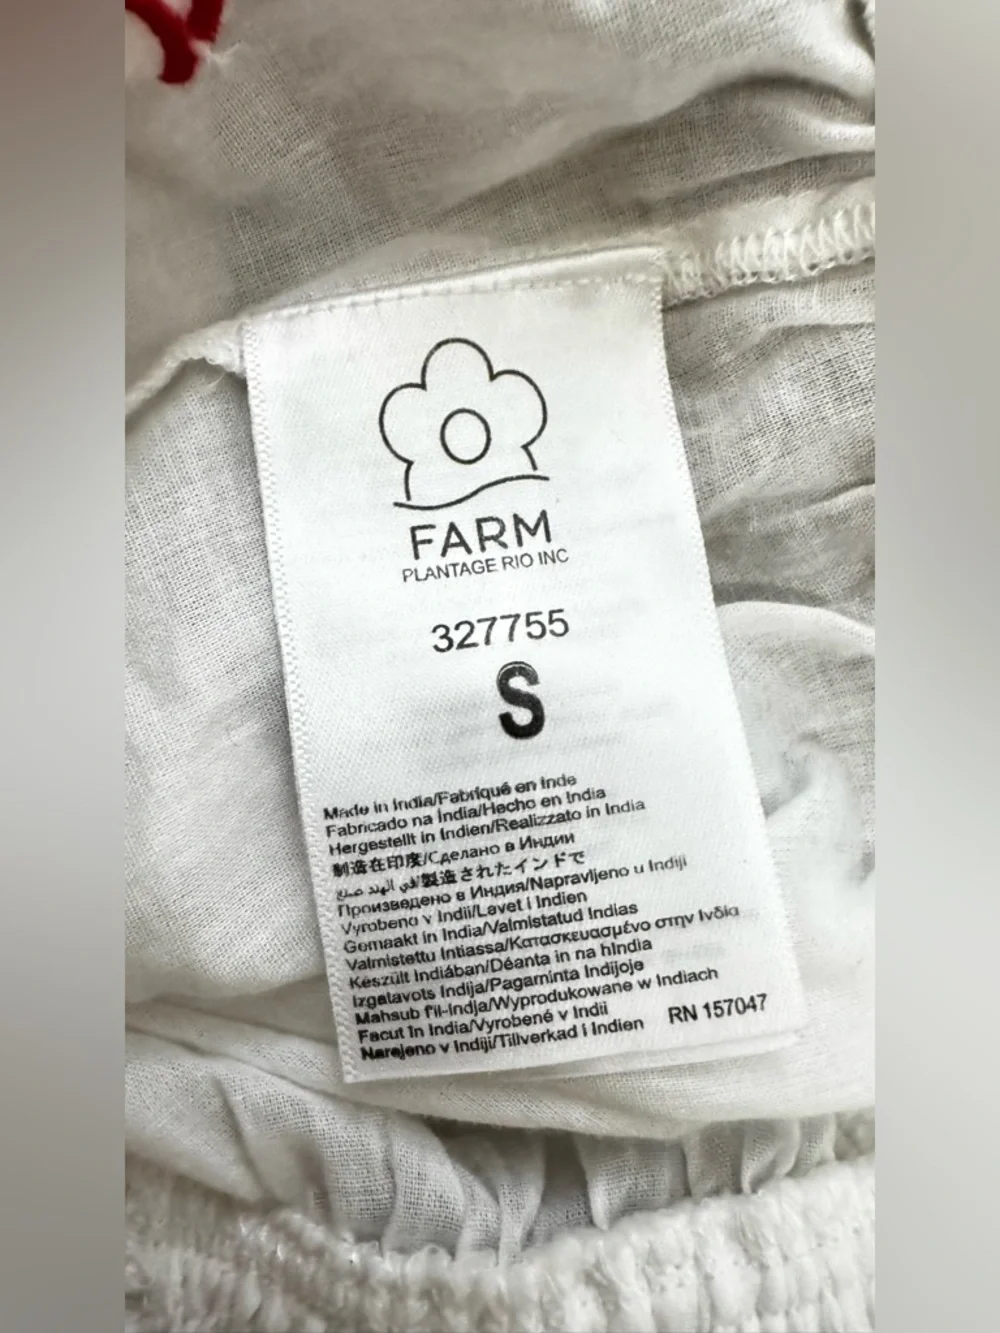 FARM
PLANTAGE RIO INC
327755
S
Made in India/Fabriqué en Inde
Fabricado na Índia/Hecho en India
Hergestellt in Indien/Realizzato in India
制造在印度/Сделано в Индии
صنع في الهند/製造されたインドで
Произведено в Индия/Napravljeno u Indiji
Vyrobeno v Indii/Lavet i Indien
Gemaakt in India/Valmistatud Indias
Valmistettu Intiassa/Κατασκευασμένο στην Ινδία
Készült Indiában/Déanta in na hIndia
Izgatavots Indija/Pagaminta Indijoje
Mahsub f'il-Indja/Wyprodukowane w Indiach
Facut în India/Vyrobené v Indii
Narejeno v Indiji/Tillverkad i Indien
RN 157047